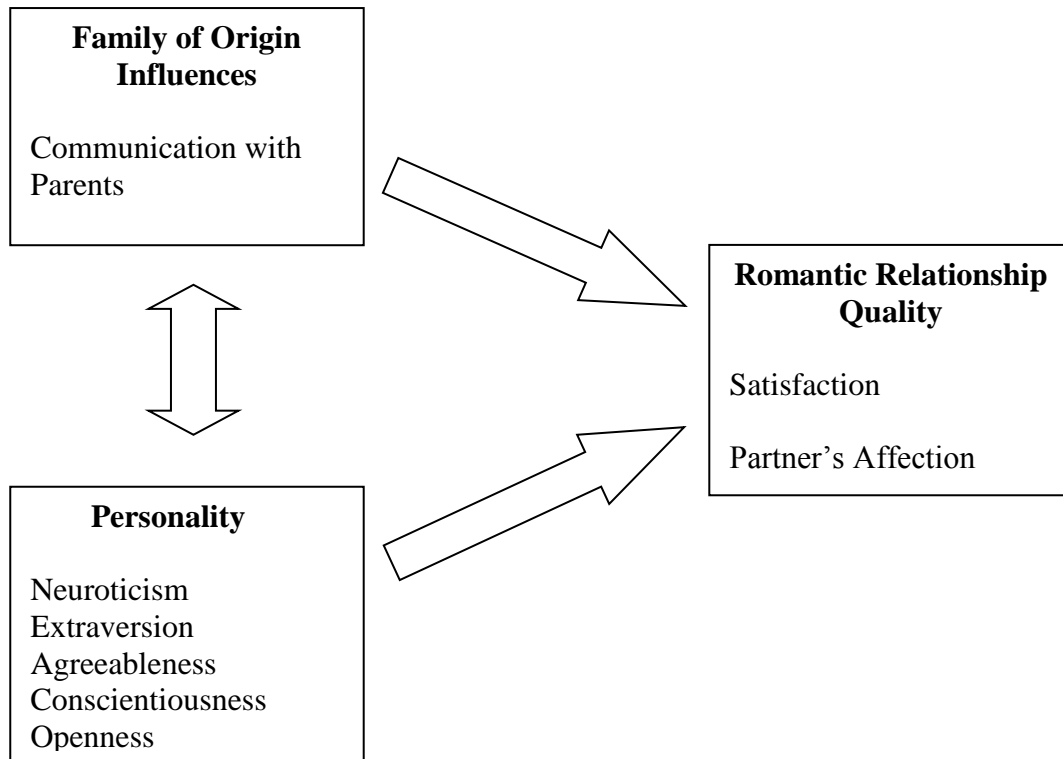 Family of Origin
Influences
Communication with
Parents
Romantic Relationship
Quality
Satisfaction
Partner’s Affection
Personality
Neuroticism
Extraversion
Agreeableness
Conscientiousness
Openness